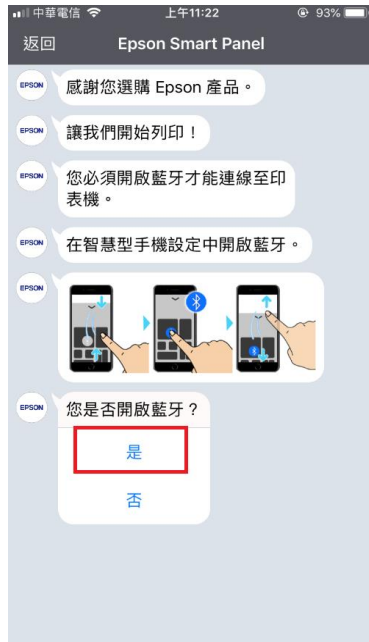 中華電信 上午11:22 93%
返回 Epson Smart Panel
EPSON 感謝您選購 Epson 產品。
EPSON 讓我們開始列印！
EPSON 您必須開啟藍牙才能連線至印
表機。
EPSON 在智慧型手機設定中開啟藍牙。
EPSON
EPSON 您是否開啟藍牙？
是
否